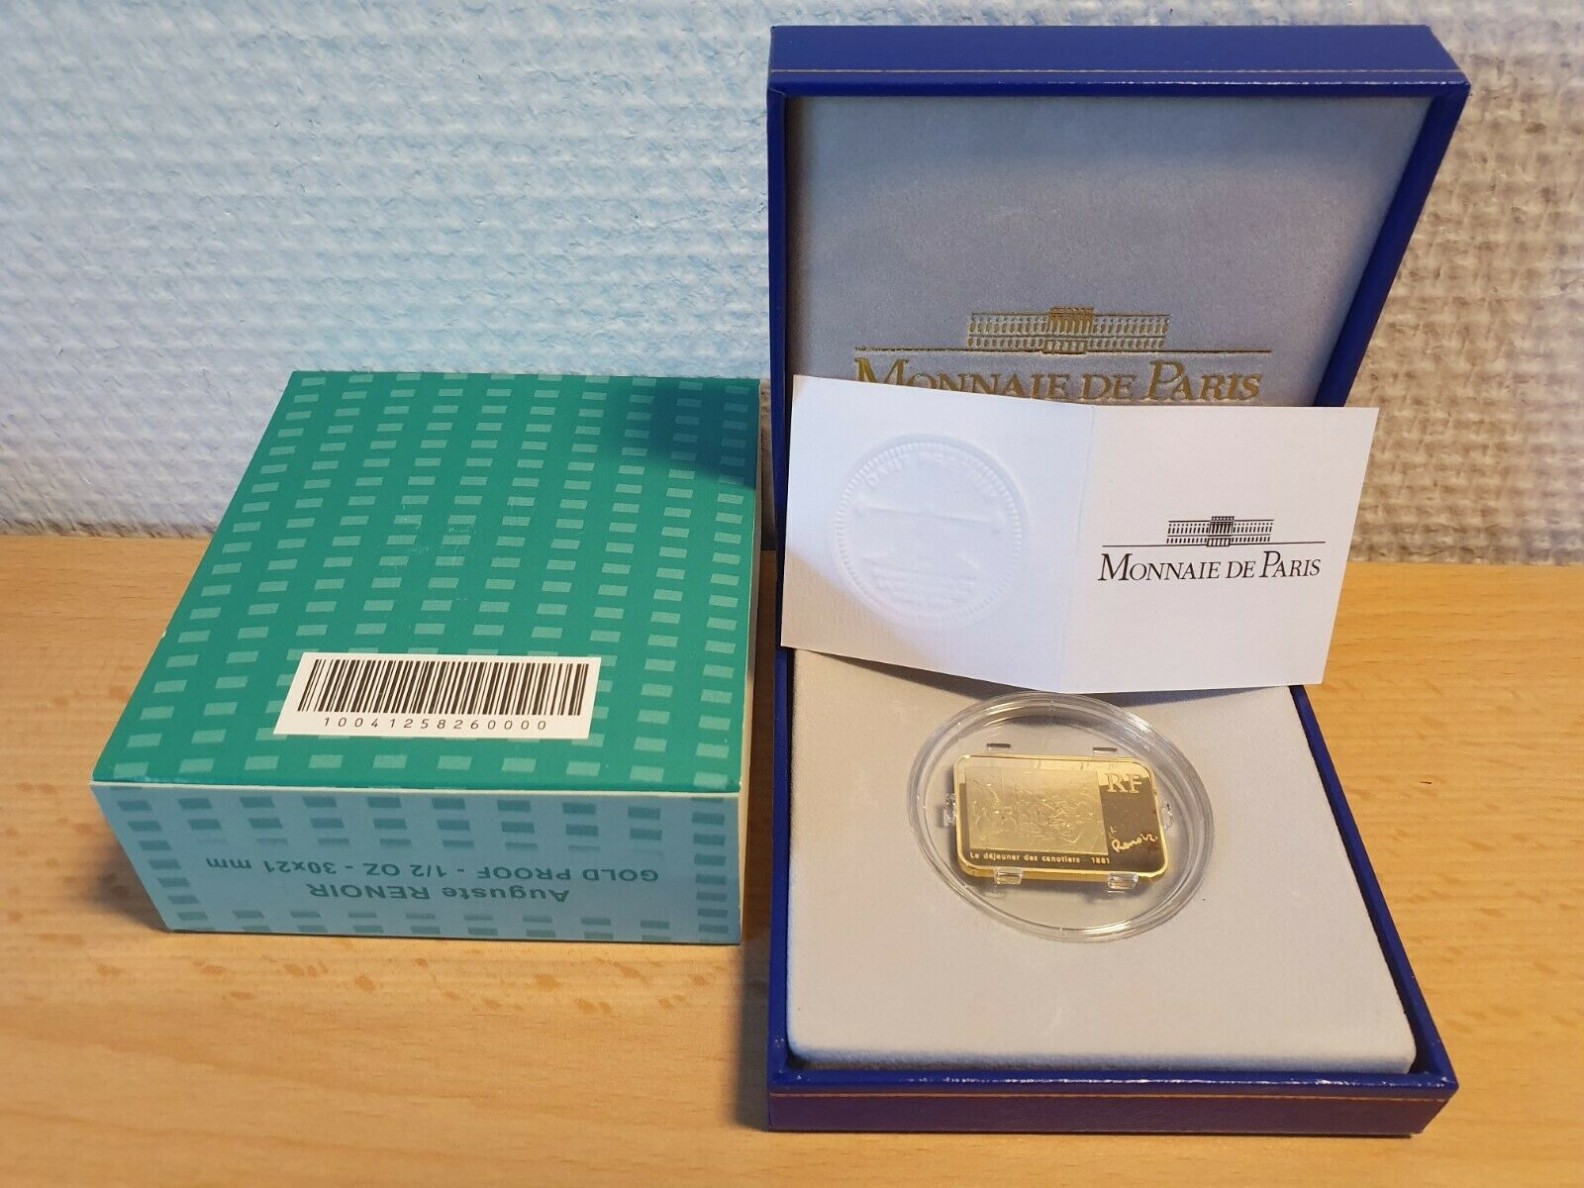 MONNAIE DE PARIS
MONNAIE DE PARIS
10041258260000
Auguste RENOIR
GOLD PROOF - 1/2 OZ - 30x21 mm
RF
Renoir.
Le déjeuner des canotiers - 1881